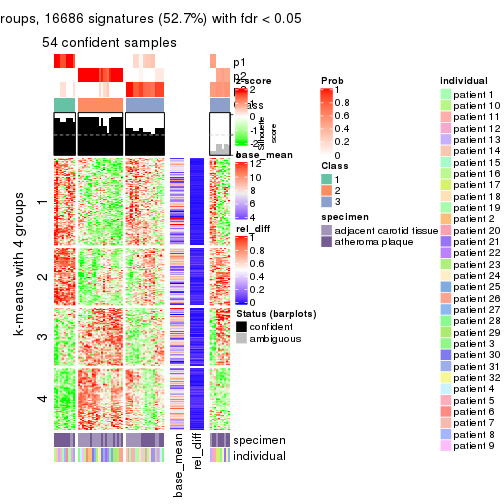 roups, 16686 signatures (52.7%) with fdr < 0.05
54 confident samples
p1
p2
Silhouette
score
k-means with 4 groups
1
2
3
4
specimen
individual
base_mean
rel_diff
z-score
2
1
0
-1
-2
base_mean
12
10
8
6
4
rel_diff
1
0.8
0.6
0.4
0.2
0
Status (barplots)
confident
ambiguous
Prob
1
0.8
0.6
0.4
0.2
0
Class
1
2
3
specimen
adjacent carotid tissue
atheroma plaque
individual
patient 1
patient 10
patient 11
patient 12
patient 13
patient 14
patient 15
patient 16
patient 17
patient 18
patient 19
patient 2
patient 20
patient 21
patient 22
patient 23
patient 24
patient 25
patient 26
patient 27
patient 28
patient 29
patient 3
patient 30
patient 31
patient 32
patient 4
patient 5
patient 6
patient 7
patient 8
patient 9